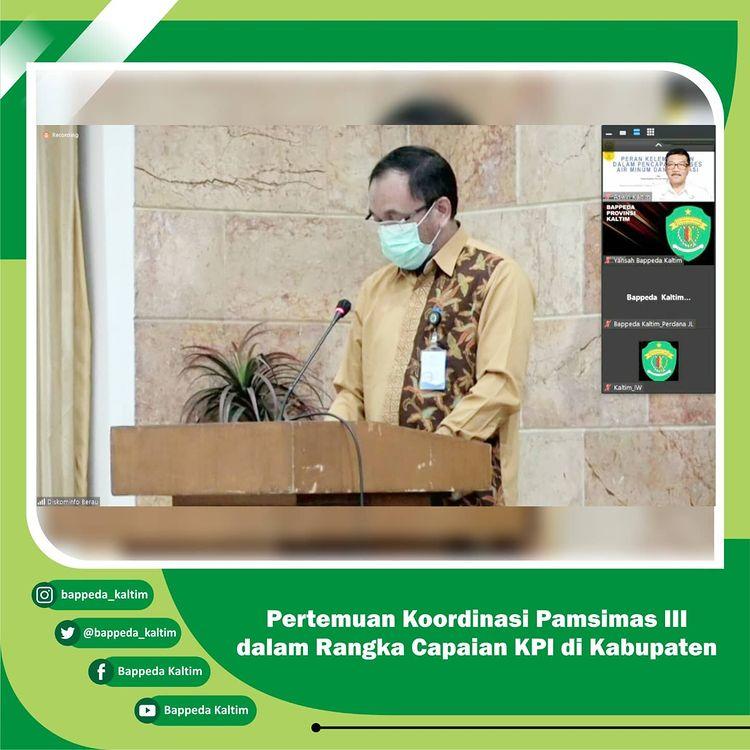 Recording
PERAN KELEM
DALAM PENCAPA
AIR MINUM DAN
BAPPEDA
PROVINSI
KALTIM
Yansah Bappeda Kaltim
Bappeda Kaltim...
Bappeda Kaltim_Perdana JL
Kaltim_IW
Diskominfo Berau
bappeda_kaltim
@bappeda_kaltim
Bappeda Kaltim
Bappeda Kaltim
Pertemuan Koordinasi Pamsimas III
dalam Rangka Capaian KPI di Kabupaten